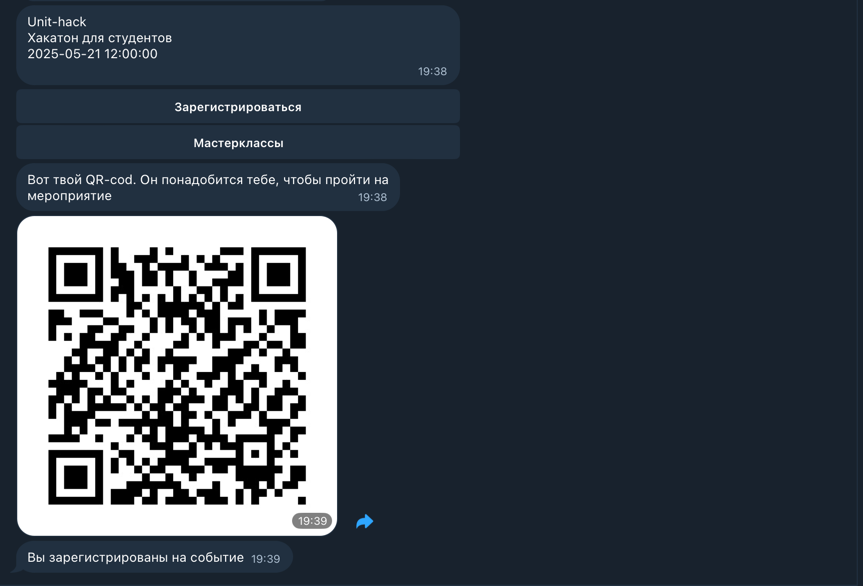 Unit-hack
Хакатон для студентов
2025-05-21 12:00:00
19:38
Зарегистрироваться
Мастерклассы
Вот твой QR-cod. Он понадобится тебе, чтобы пройти на
мероприятие
19:38
19:39
Вы зарегистрированы на событие 19:39